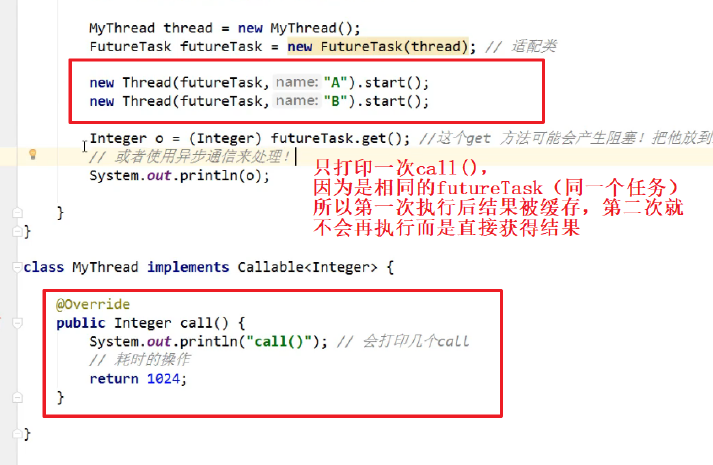 MyThread thread = new MyThread();
FutureTask futureTask = new FutureTask(thread); // 适配类
new Thread(futureTask, name: "A").start();
new Thread(futureTask, name: "B").start();
Integer o = (Integer) futureTask.get(); //这个get 方法可能会产生阻塞！把他放到
// 或者使用异步通信来处理！
System.out.println(o);
只打印一次call(),
因为是相同的futureTask（同一个任务）
所以第一次执行后结果被缓存，第二次就
不会再执行而是直接获得结果
}
}
class MyThread implements Callable<Integer> {
@Override
public Integer call() {
System.out.println("call()"); // 会打印几个call
// 耗时的操作
return 1024;
}
}